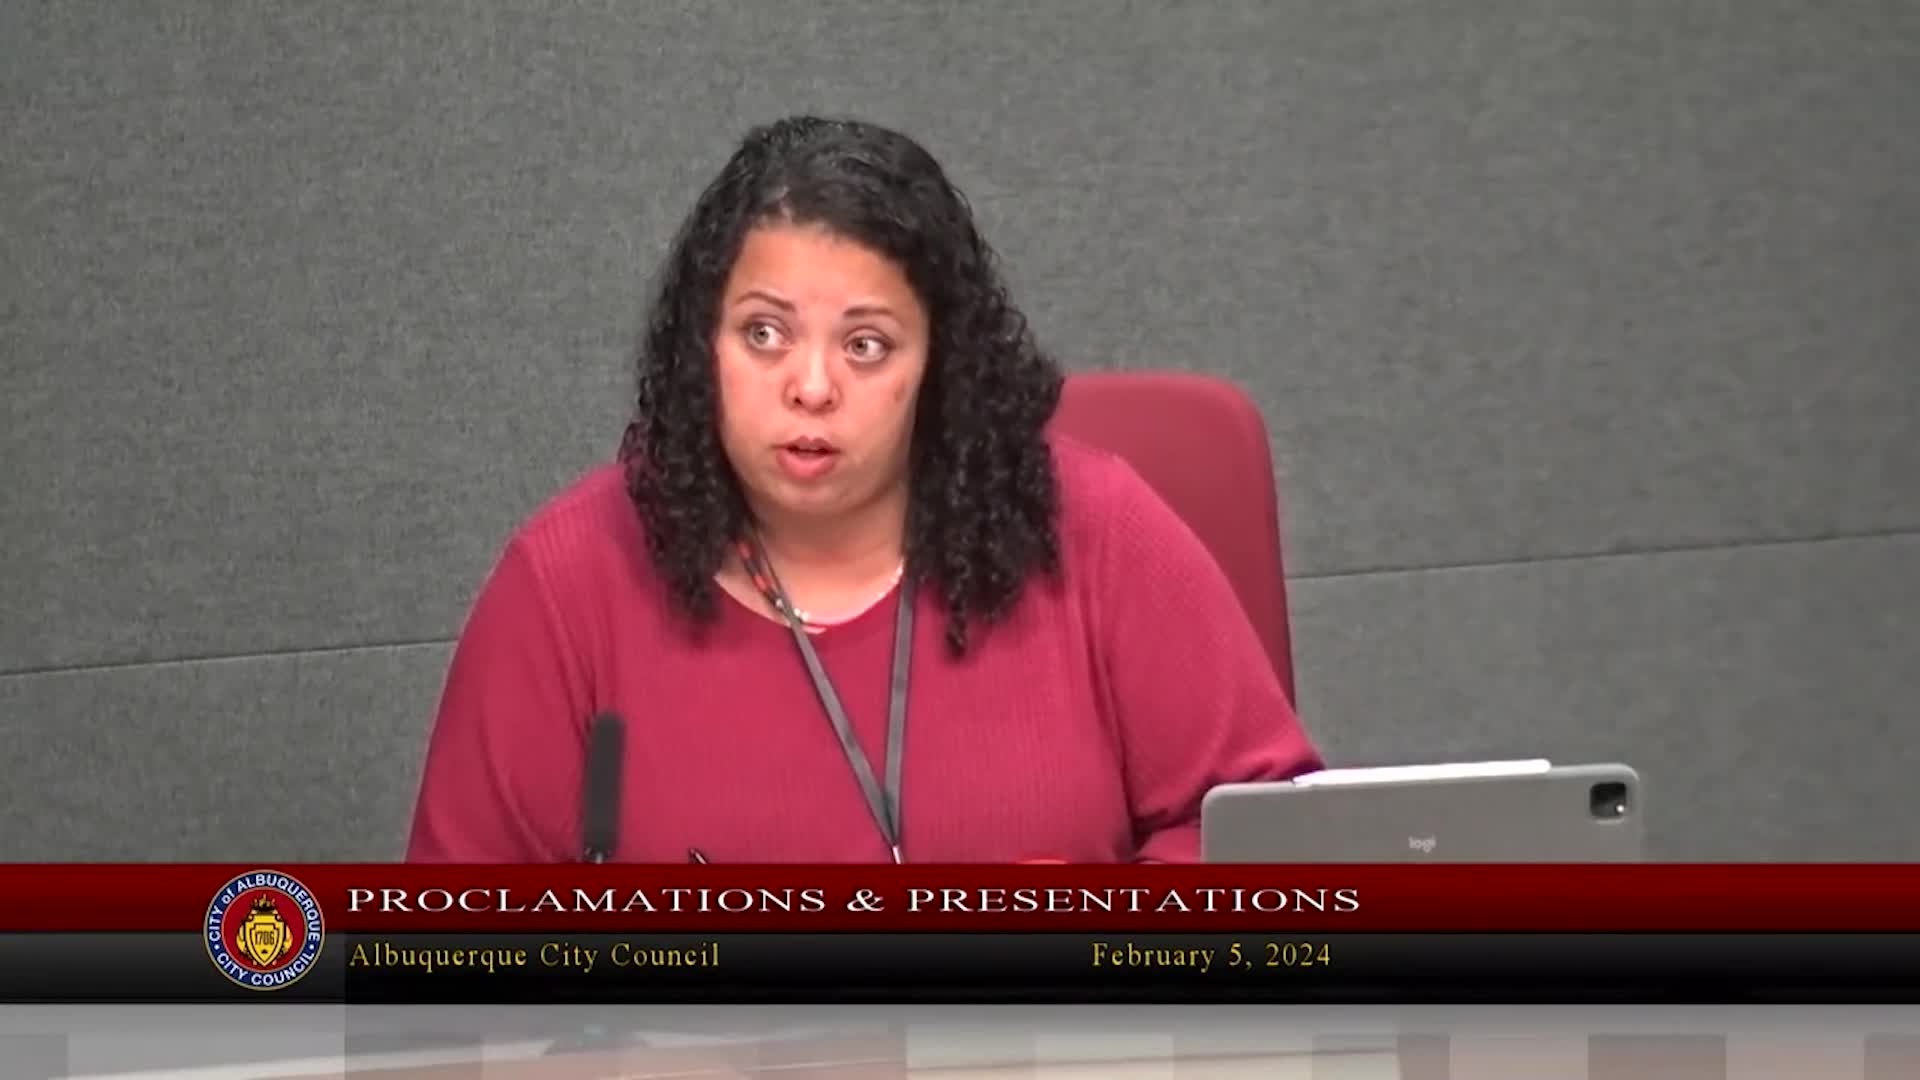 logi
PROCLAMATIONS & PRESENTATIONS
Albuquerque City Council
February 5, 2024
CITY of ALBUQUERQUE
1706
CITY COUNCIL